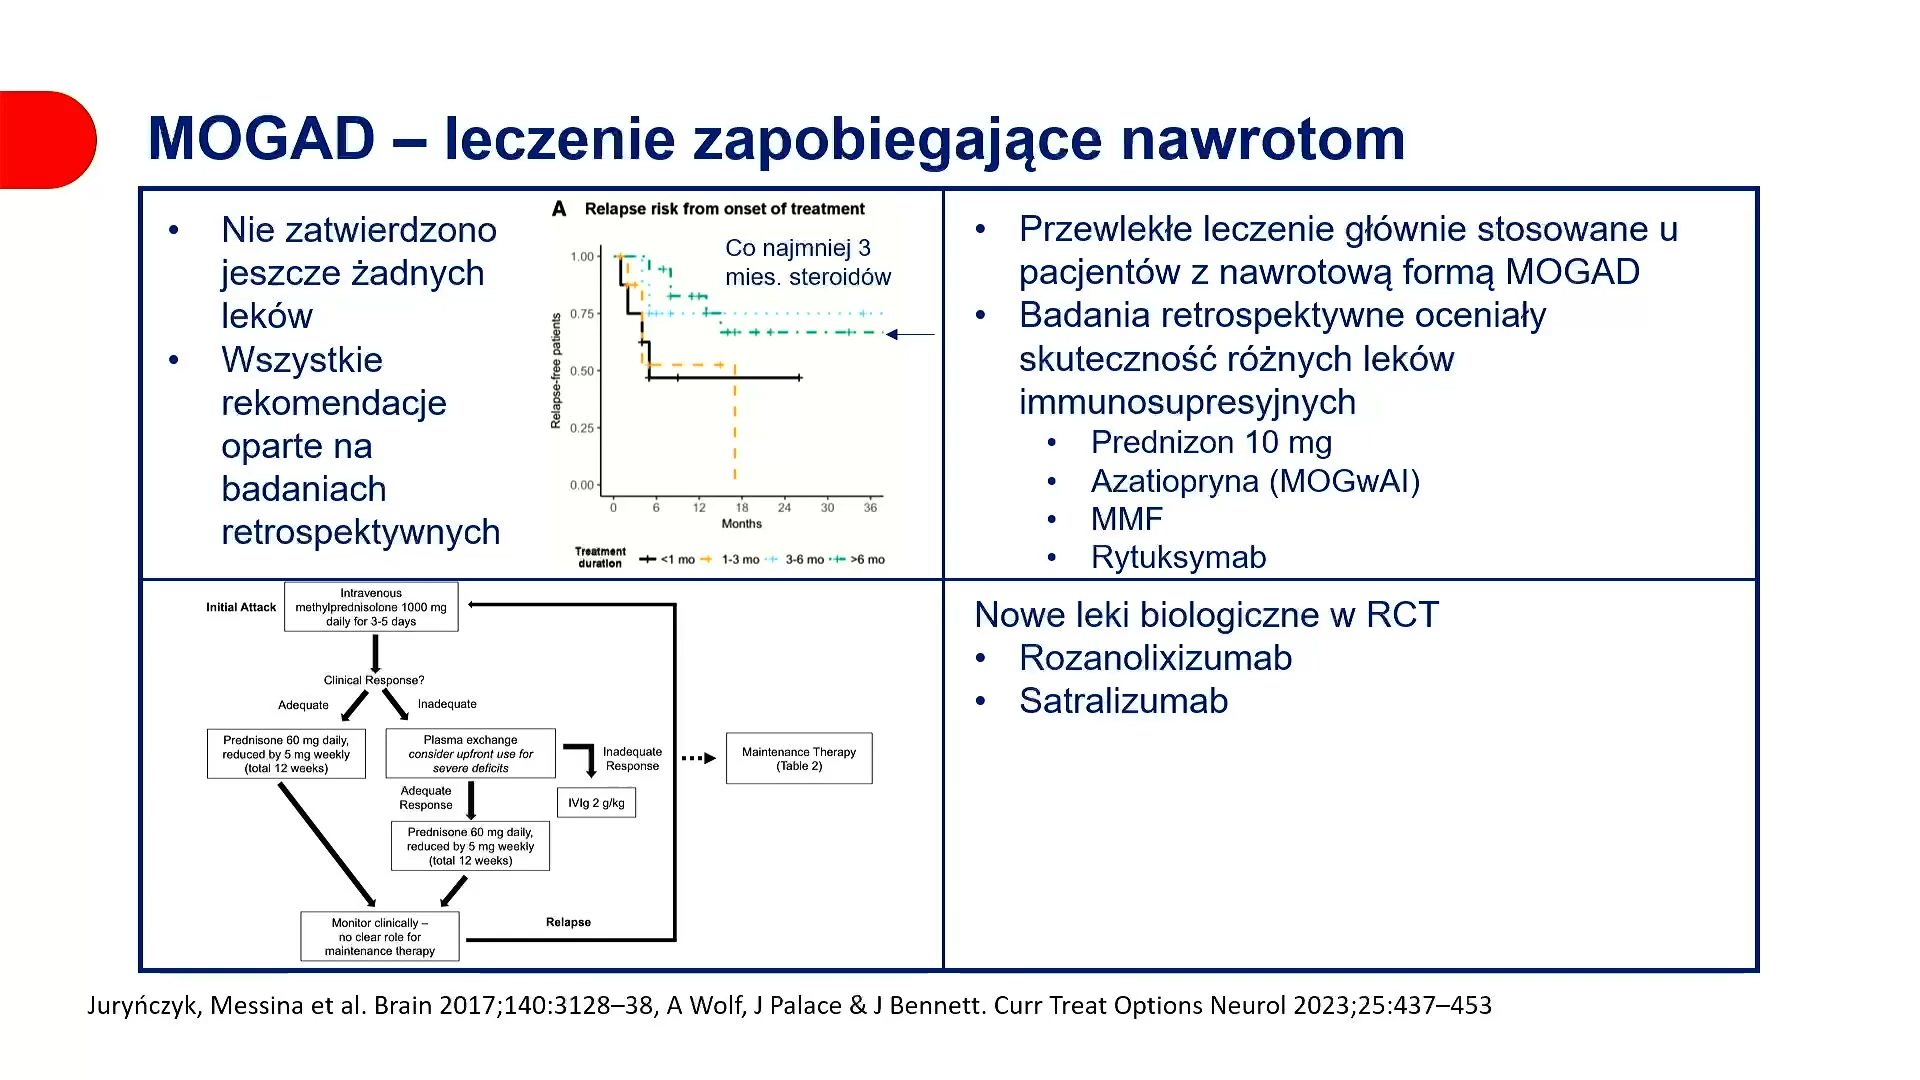 MOGAD – leczenie zapobiegające nawrotom
• Nie zatwierdzono
jeszcze żadnych
leków
• Wszystkie
rekomendacje
oparte na
badaniach
retrospektywnych
A Relapse risk from onset of treatment
Co najmniej 3
mies. steroidów
Relapse-free patients
1.00
0.75
0.50
0.25
0.00
0 6 12 18 24 30 36
Months
Treatment
duration
<1 mo 1-3 mo 3-6 mo >6 mo
• Przewlekłe leczenie głównie stosowane u
pacjentów z nawrotową formą MOGAD
• Badania retrospektywne oceniały
skuteczność różnych leków
immunosupresyjnych
• Prednizon 10 mg
• Azatiopryna (MOGwAI)
• MMF
• Rytuksymab
Initial Attack
Intravenous
methylprednisolone 1000 mg
daily for 3-5 days
Clinical Response?
Adequate
Inadequate
Prednisone 60 mg daily,
reduced by 5 mg weekly
(total 12 weeks)
Plasma exchange
consider upfront use for
severe deficits
Inadequate
Response
Maintenance Therapy
(Table 2)
Adequate
Response
IVIg 2 g/kg
Prednisone 60 mg daily,
reduced by 5 mg weekly
(total 12 weeks)
Monitor clinically –
no clear role for
maintenance therapy
Relapse
Nowe leki biologiczne w RCT
• Rozanolixizumab
• Satralizumab
Juryńczyk, Messina et al. Brain 2017;140:3128–38, A Wolf, J Palace & J Bennett. Curr Treat Options Neurol 2023;25:437–453